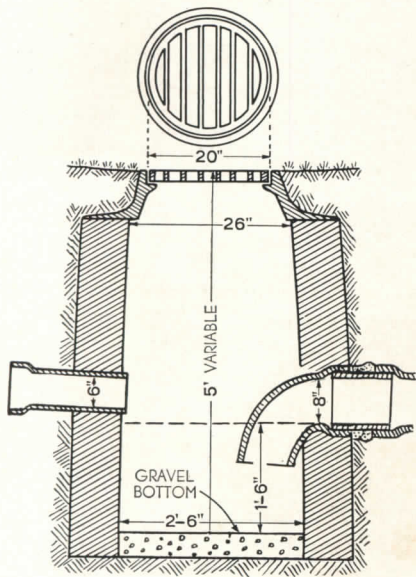 20"
26"
5' VARIABLE
6"
8"
1'-6"
GRAVEL
BOTTOM
2'-6"